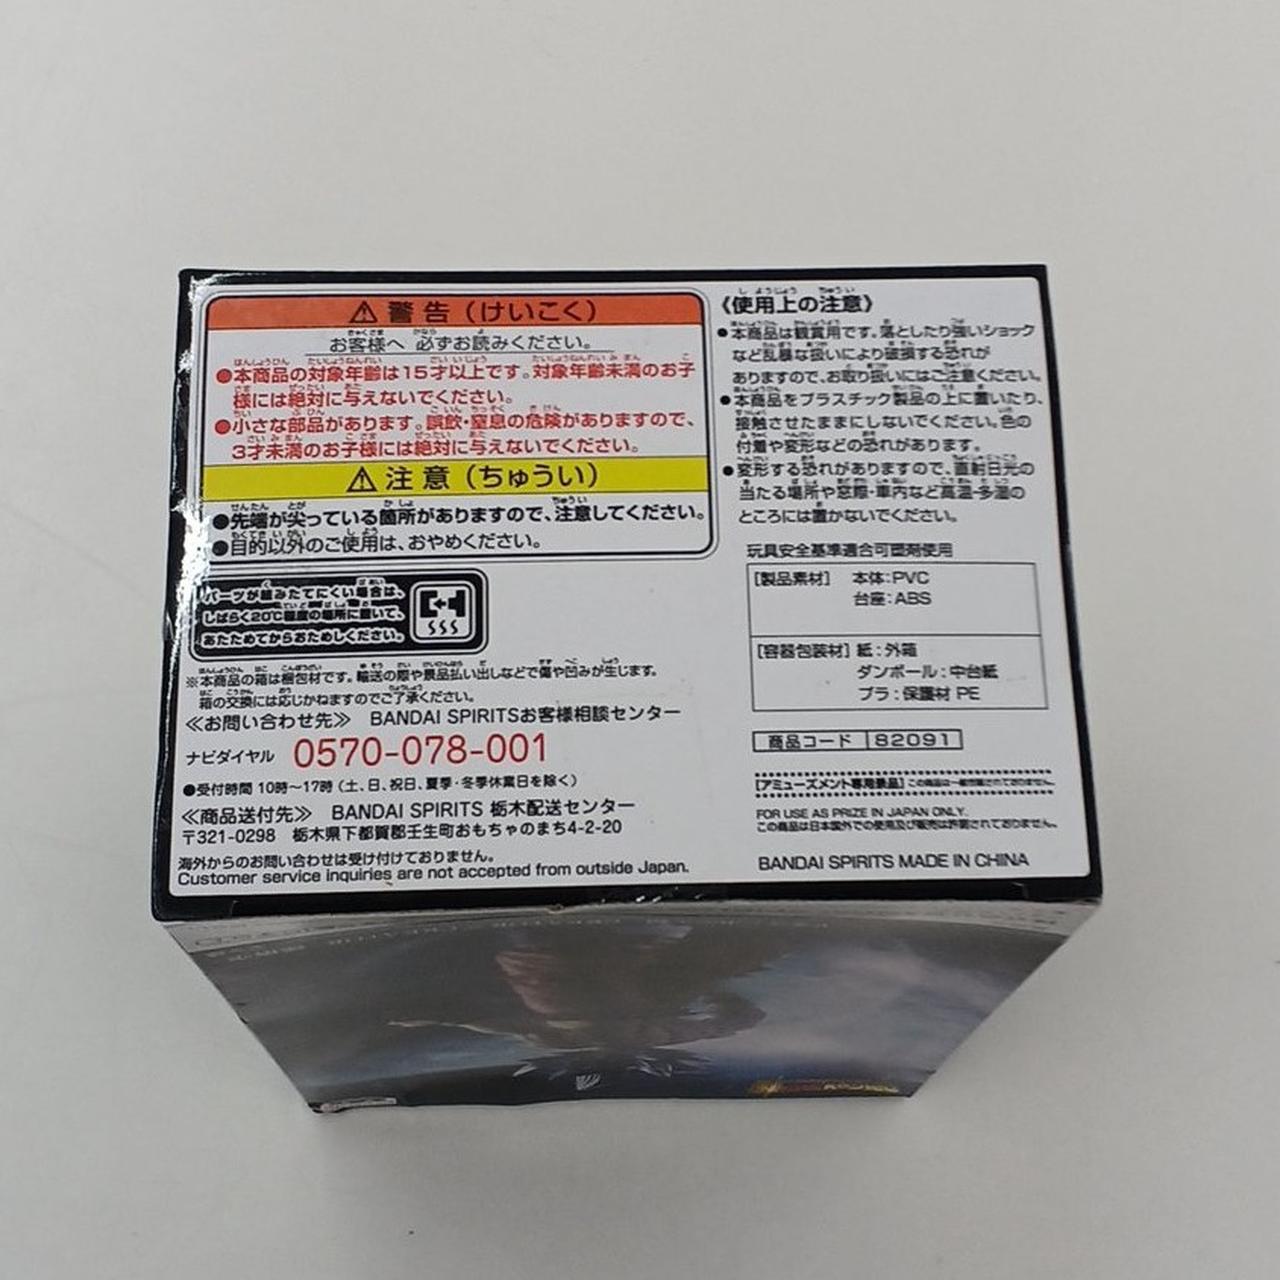 ⚠警告(けいこく)
お客様へ 必ずお読みください。
●本商品の対象年齢は15才以上です。対象年齢未満のお子
様には絶対に与えないでください。
●小さな部品があります。誤飲・窒息の危険がありますので、
3才未満のお子様には絶対に与えないでください。
⚠注意(ちゅうい)
●先端が尖っている箇所がありますので、注意してください。
●目的以外のご使用は、おやめください。
パーツが組みたてにくい場合は、
しばらく20℃程度の場所に置いて、
あたためてからおためしください。
※本商品の箱は梱包材です。輸送の際や景品払い出しなどで傷や凹みが生じます。
箱の交換には応じかねますのでご了承ください。
≪お問い合わせ先≫ BANDAI SPIRITSお客様相談センター
ナビダイヤル 0570-078-001
●受付時間 10時〜17時(土、日、祝日、夏季・冬季休業日を除く)
≪商品送付先≫ BANDAI SPIRITS 栃木配送センター
〒321-0298 栃木県下都賀郡壬生町おもちゃのまち4-2-20
海外からのお問い合わせは受け付けておりません。
Customer service inquiries are not accepted from outside Japan.
《使用上の注意》
●本商品は観賞用です。落としたり強いショック
など乱暴な扱いにより破損する恐れが
ありますので、お取り扱いにはご注意ください。
●本商品をプラスチック製品の上に置いたり、
接触させたままにしないでください。色の
付着や変形などの恐れがあります。
●変形する恐れがありますので、直射日光の
当たる場所や窓際・車内など高温・多湿の
ところには置かないでください。
玩具安全基準適合可塑剤使用
[製品素材] 本体:PVC
台座:ABS
[容器包装材] 紙:外箱
ダンボール:中台紙
プラ:保護材 PE
商品コード 82091
[アミューズメント専用景品] この商品は一般市販されておりません。
FOR USE AS PRIZE IN JAPAN ONLY.
この商品は日本国外での使用及び販売は許諾されておりません。
BANDAI SPIRITS MADE IN CHINA